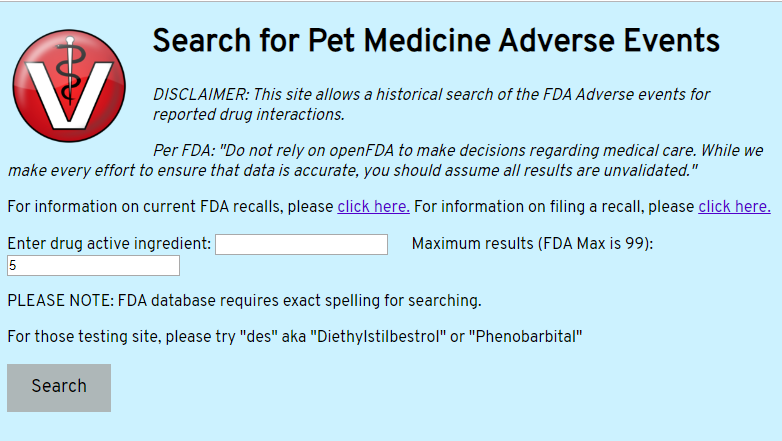 Search for Pet Medicine Adverse Events
V
DISCLAIMER: This site allows a historical search of the FDA Adverse events for
reported drug interactions.
Per FDA: "Do not rely on openFDA to make decisions regarding medical care. While we
make every effort to ensure that data is accurate, you should assume all results are unvalidated."
For information on current FDA recalls, please click here. For information on filing a recall, please click here.
Enter drug active ingredient: Maximum results (FDA Max is 99):
5
PLEASE NOTE: FDA database requires exact spelling for searching.
For those testing site, please try "des" aka "Diethylstilbestrol" or "Phenobarbital"
Search